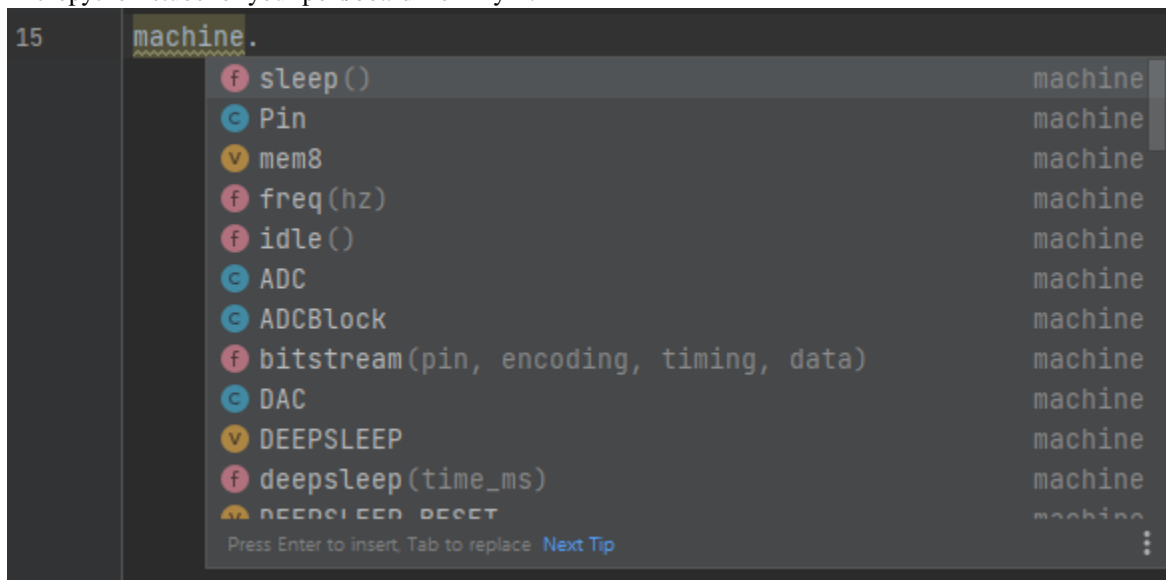 15 machine.
f sleep() machine
c Pin machine
v mem8 machine
f freq(hz) machine
f idle() machine
c ADC machine
c ADCBlock machine
f bitstream(pin, encoding, timing, data) machine
c DAC machine
v DEEPSLEEP machine
f deepsleep(time_ms) machine
v DEEPSLEEP_RESET machine
Press Enter to insert, Tab to replace Next Tip